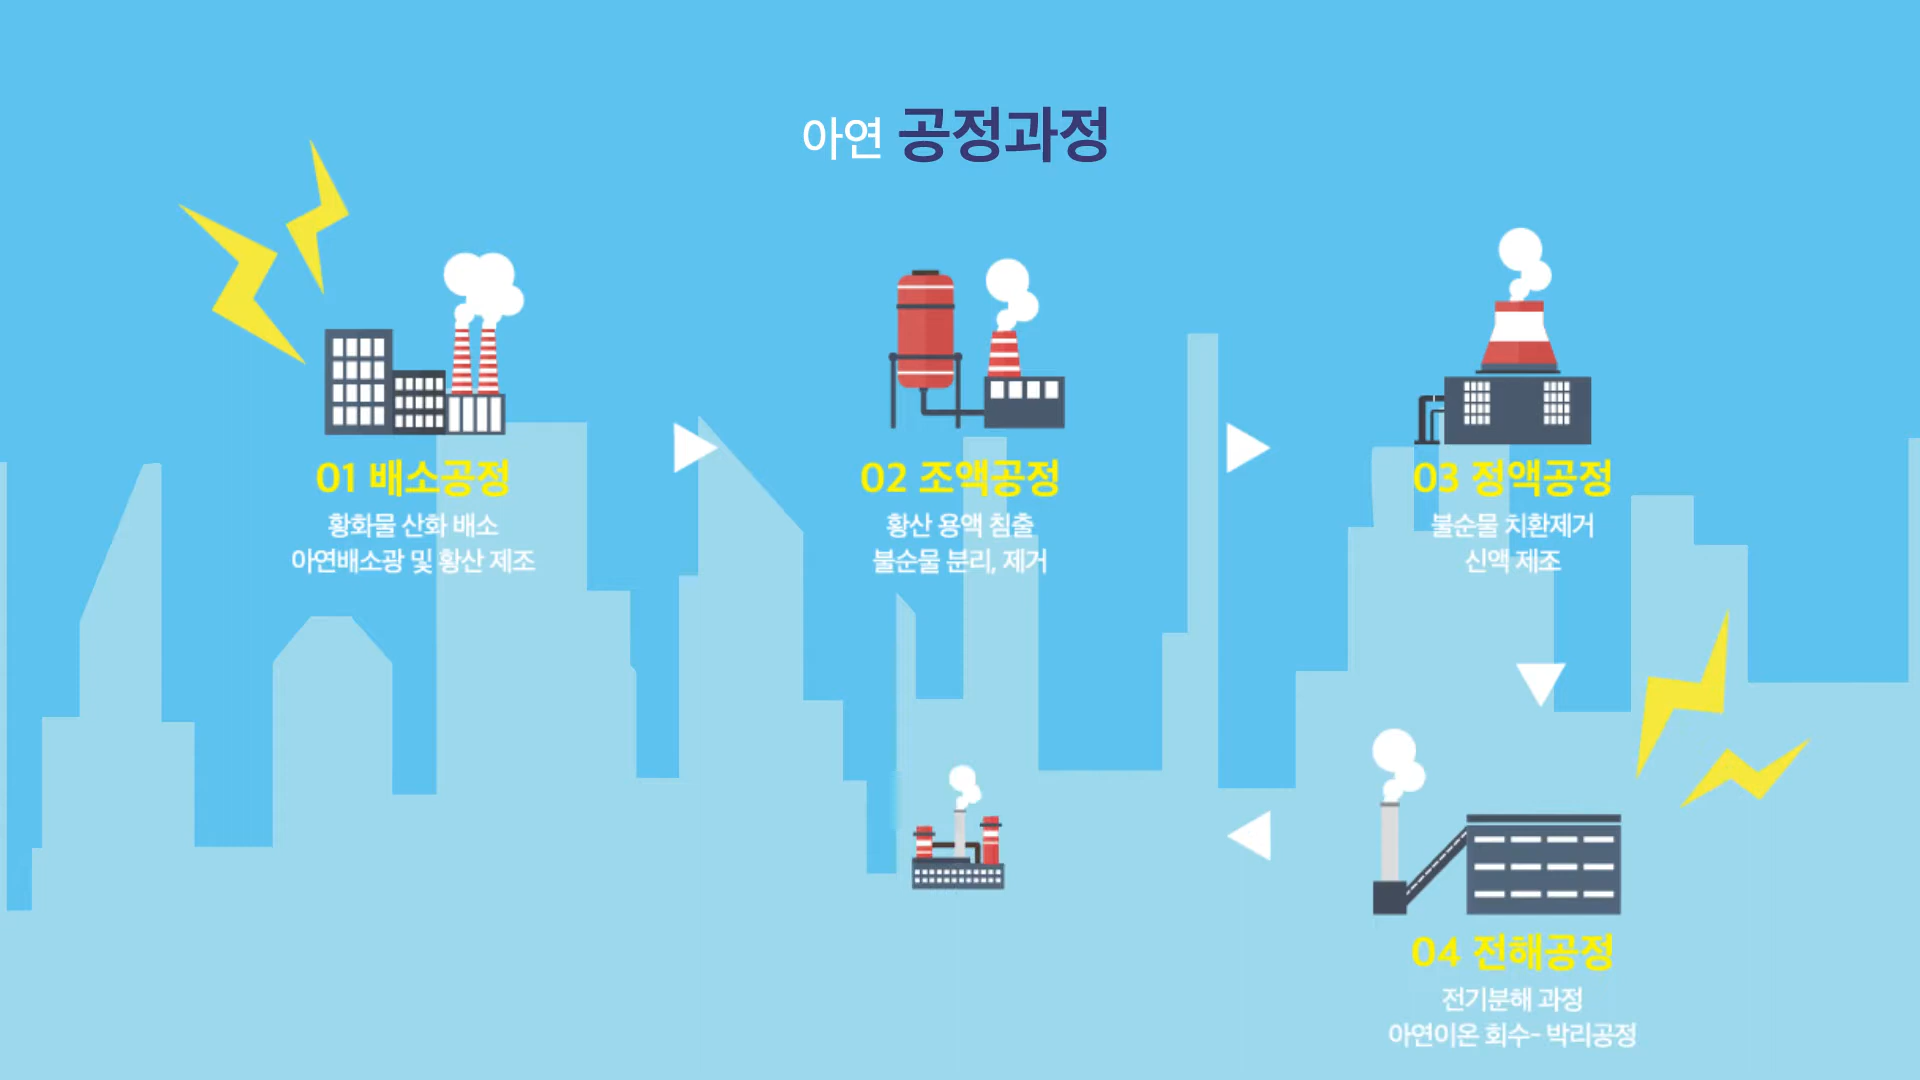 아연 공정과정
01 배소공정
황화물 산화 배소
아연배소광 및 황산 제조
02 조액공정
황산 용액 침출
불순물 분리, 제거
03 정액공정
불순물 치환제거
신액 제조
04 전해공정
전기분해 과정
아연이온 회수- 박리공정